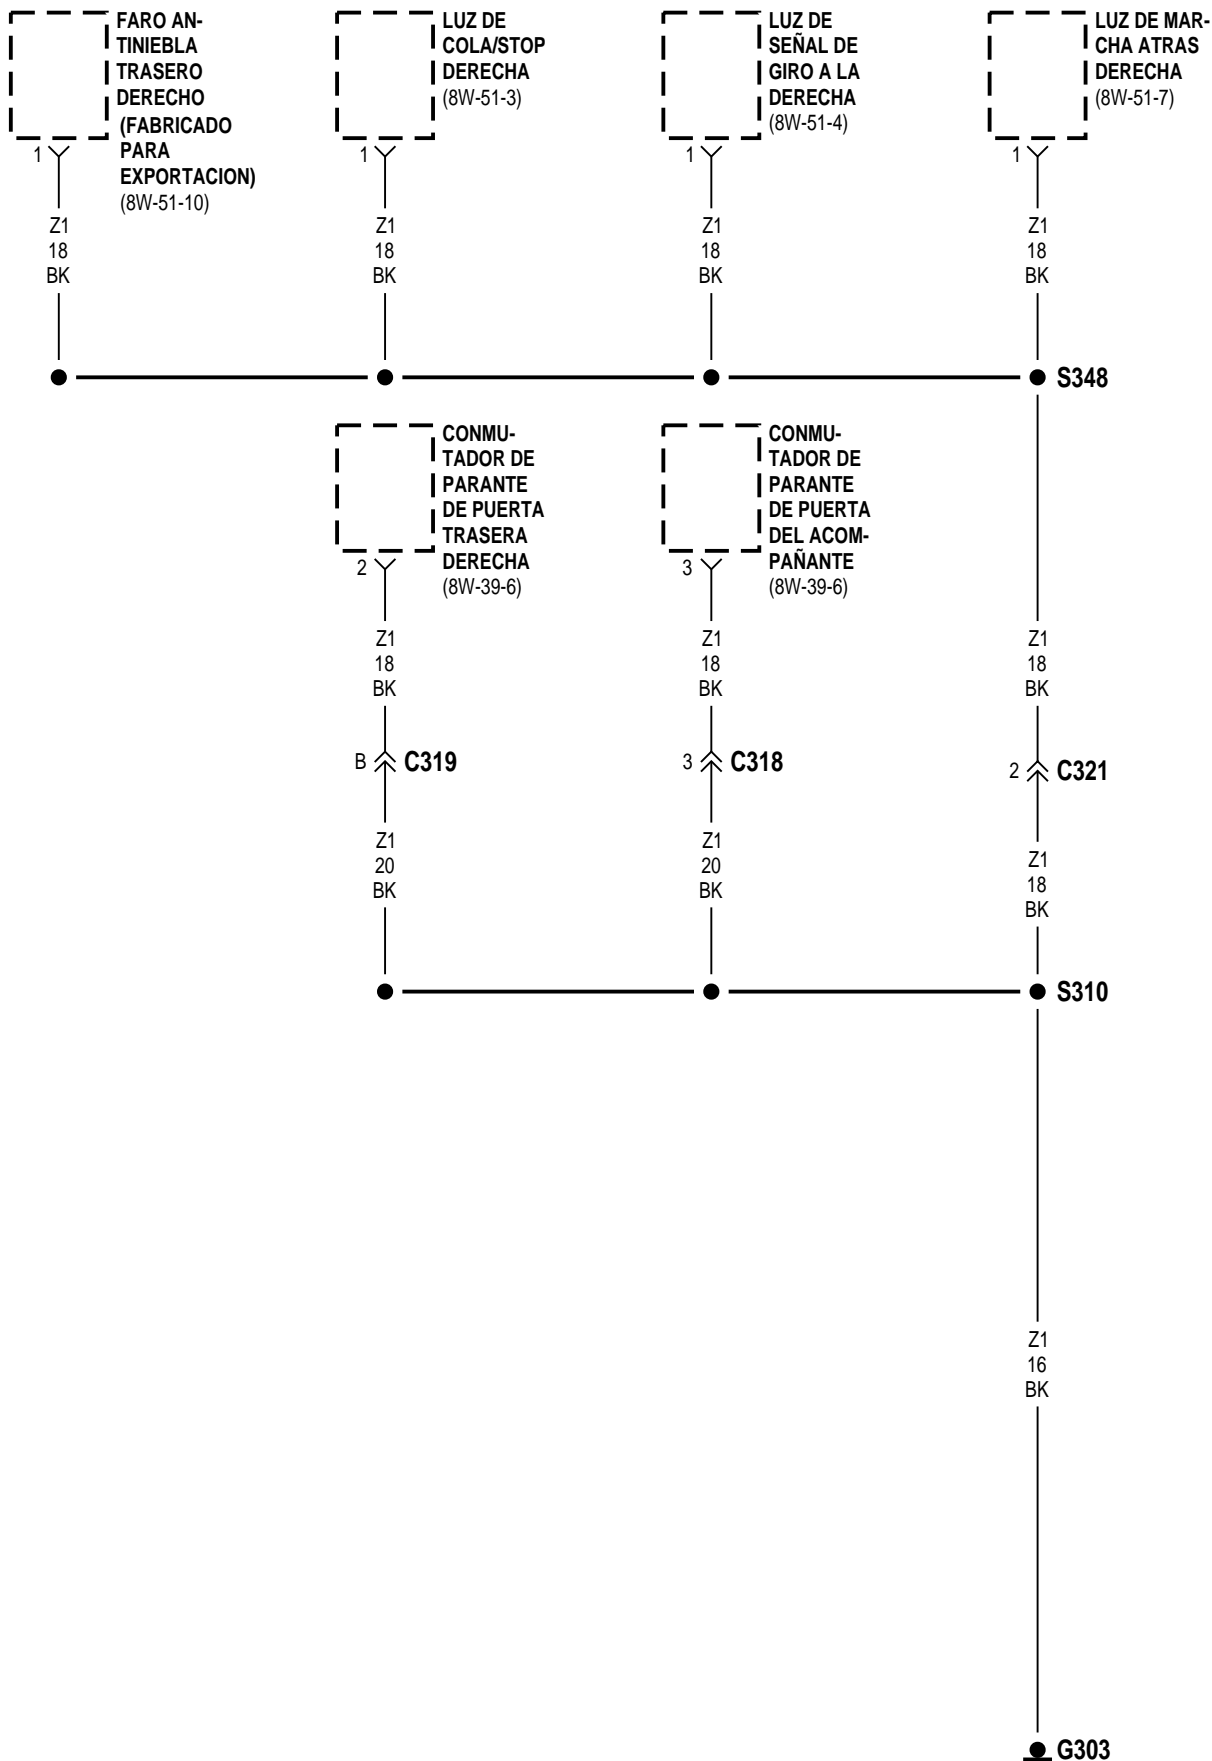 FARO AN-
TINIEBLA
TRASERO
DERECHO
(FABRICADO
PARA
EXPORTACION)
(8W-51-10)
LUZ DE
COLA/STOP
DERECHA
(8W-51-3)
LUZ DE
SEÑAL DE
GIRO A LA
DERECHA
(8W-51-4)
LUZ DE MAR-
CHA ATRAS
DERECHA
(8W-51-7)
1
1
1
1
Z1
18
BK
Z1
18
BK
Z1
18
BK
Z1
18
BK
S348
CONMU-
TADOR DE
PARANTE
DE PUERTA
TRASERA
DERECHA
(8W-39-6)
CONMU-
TADOR DE
PARANTE
DE PUERTA
DEL ACOM-
PAÑANTE
(8W-39-6)
2
3
Z1
18
BK
Z1
18
BK
Z1
18
BK
B C319
3 C318
2 C321
Z1
20
BK
Z1
20
BK
Z1
18
BK
S310
Z1
16
BK
G303